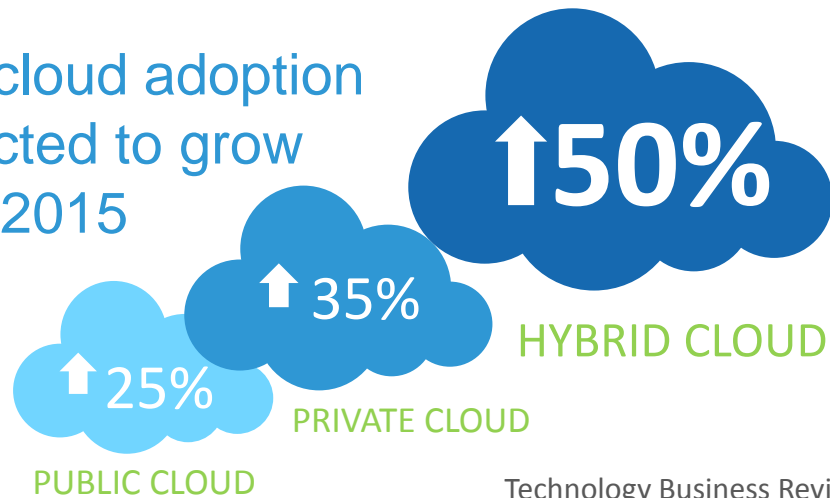 cloud adoption
cted to grow
2015
50%
35%
HYBRID CLOUD
25%
PRIVATE CLOUD
PUBLIC CLOUD
Technology Business Revi